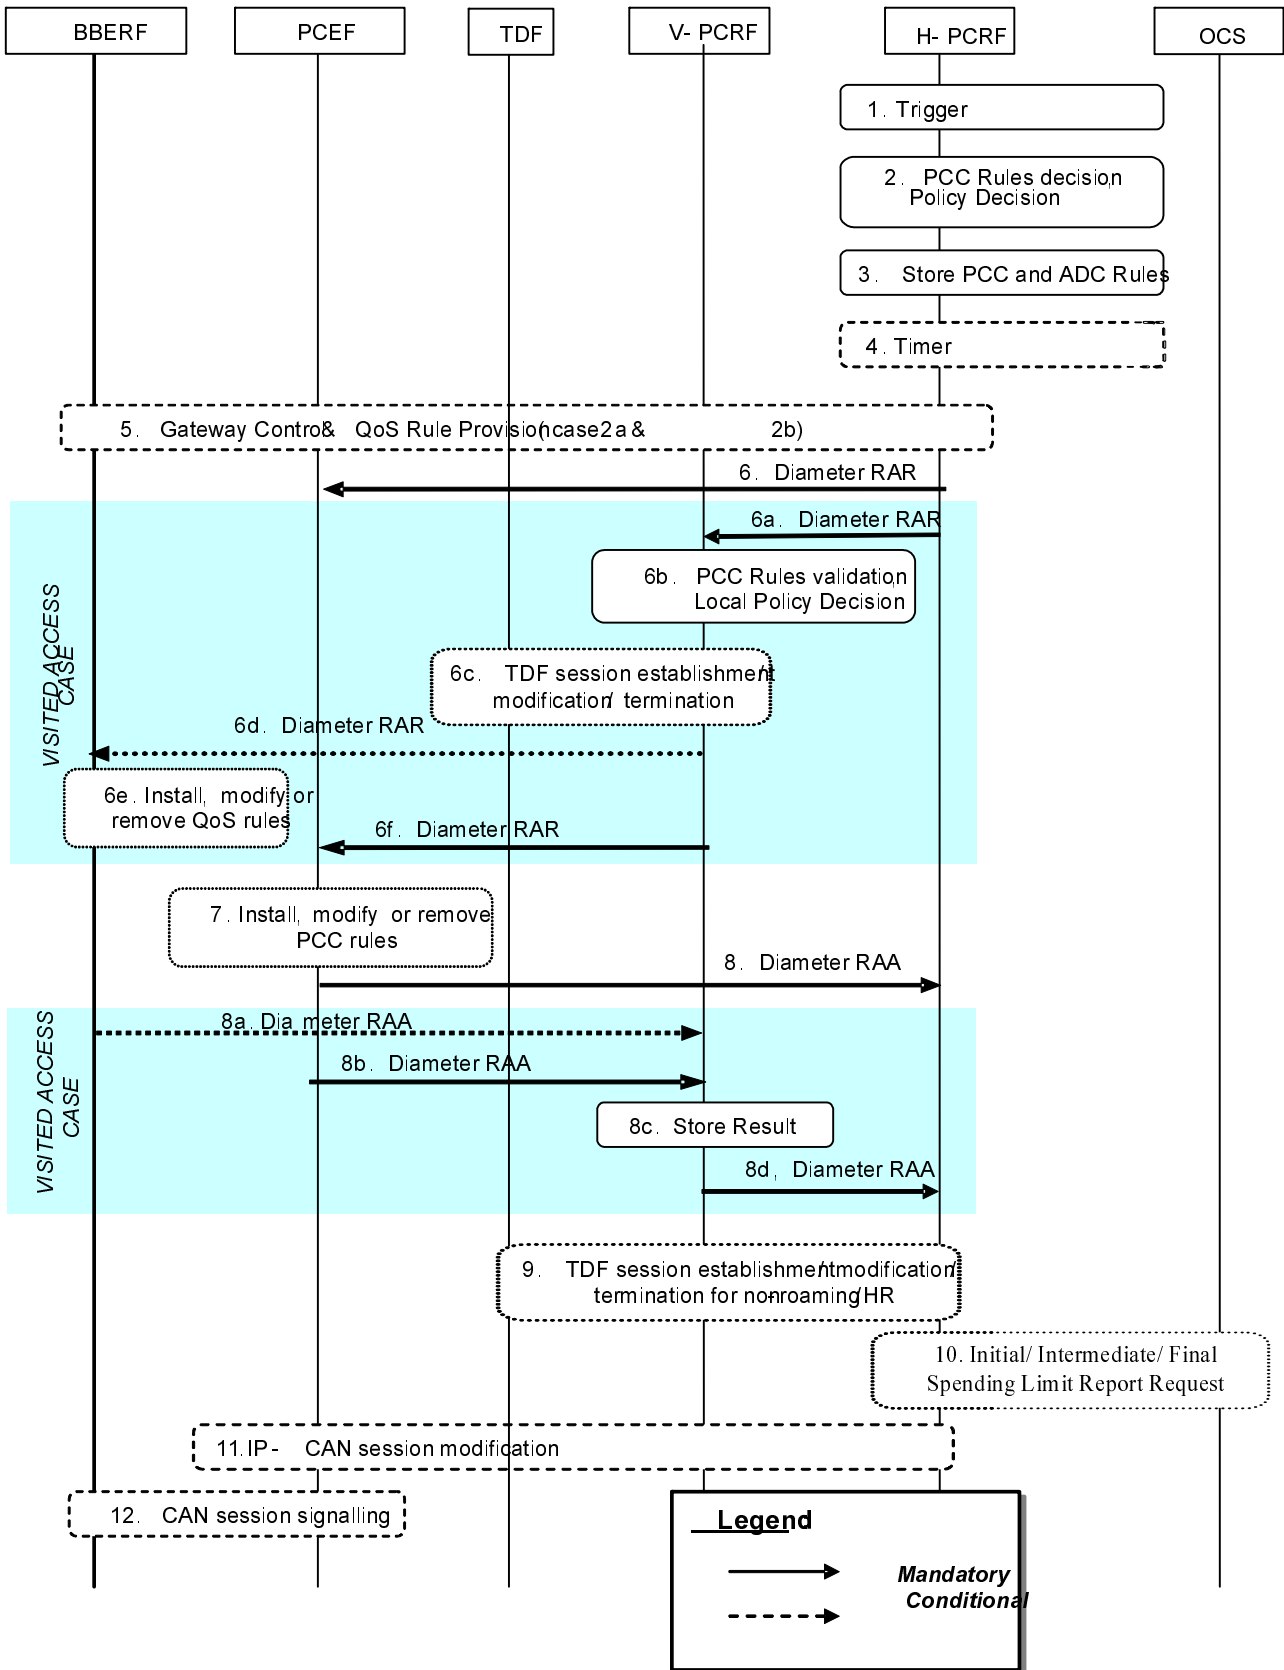 BBERF
PCEF
TDF
V- PCRF
H- PCRF
OCS
1. Trigger
2. PCC Rules decision,
Policy Decision
3. Store PCC and ADC Rules
4. Timer
5. Gateway Control & QoS Rule Provision (case 2a & 2b)
6. Diameter RAR
6a. Diameter RAR
6b. PCC Rules validation,
Local Policy Decision
VISITED ACCESS
CASE
6c. TDF session establishment/
modification/ termination
6d. Diameter RAR
6e. Install, modify or
remove QoS rules
6f. Diameter RAR
7. Install, modify or remove
PCC rules
8. Diameter RAA
8a. Diameter RAA
8b. Diameter RAA
VISITED ACCESS
CASE
8c. Store Result
8d, Diameter RAA
9. TDF session establishment/modification/
termination for non-roaming/HR
10. Initial/ Intermediate/ Final
Spending Limit Report Request
11. IP- CAN session modification
12. CAN session signalling
Legend
Mandatory
Conditional